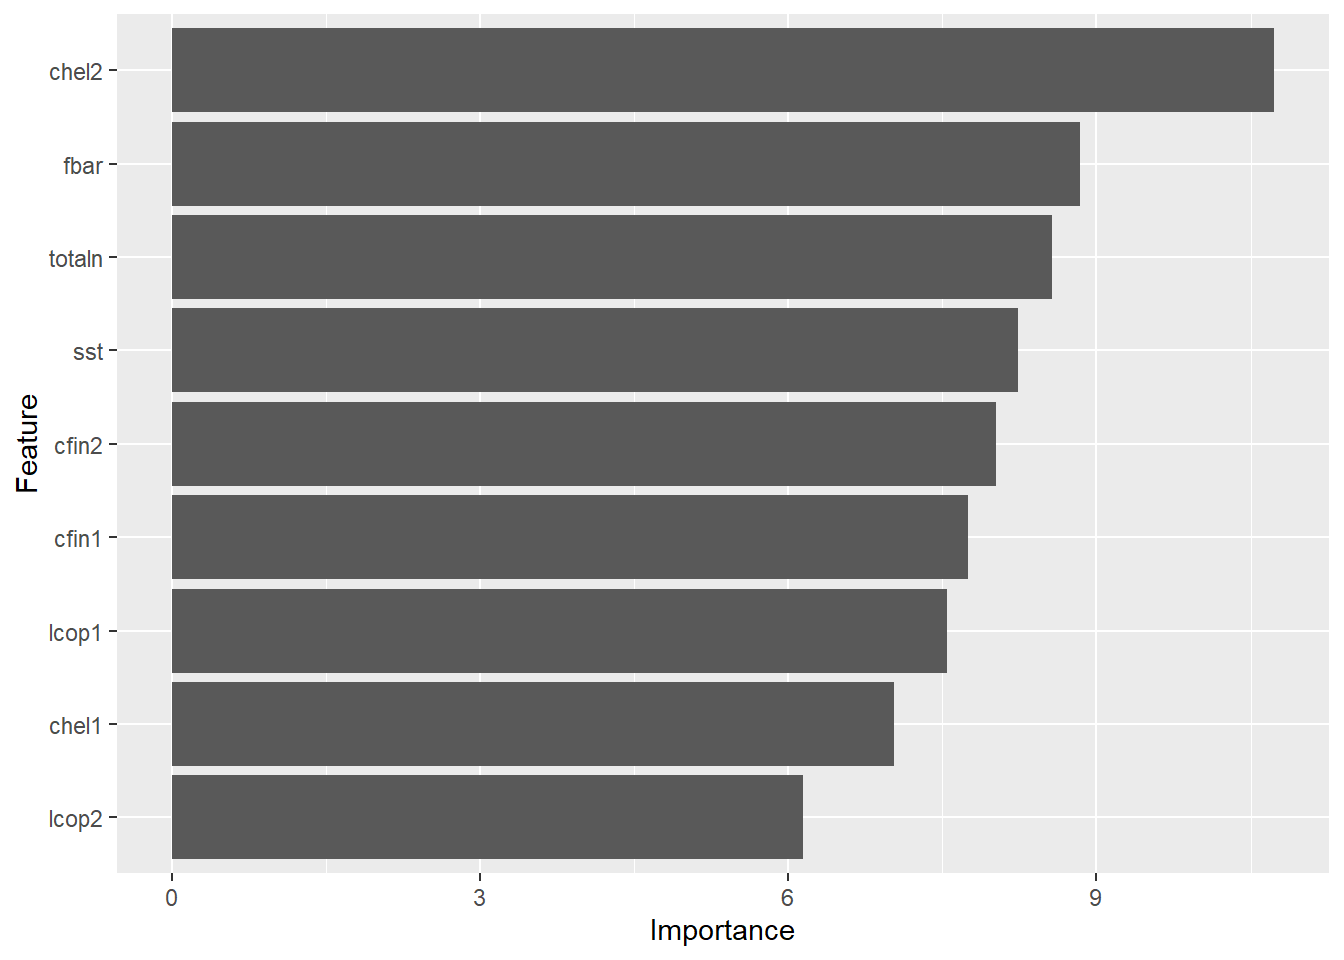 chel2
fbar
totaln
sst
cfin2
cfin1
lcop1
chel1
lcop2
Feature
0 3 6 9
Importance